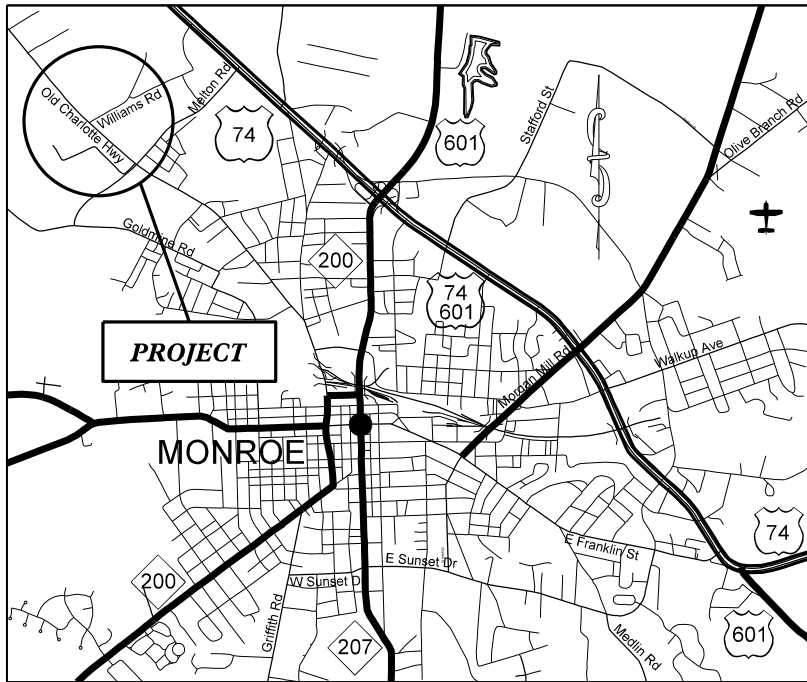 Old Charlotte Hwy
Williams Rd
Melton Rd
74
601
Stafford St
Olive Branch Rd
Goldmine Rd
200
74
601
PROJECT
Morgan Mill Rd
Walkup Ave
MONROE
74
E Franklin St
E Sunset Dr
W Sunset D
200
Griffith Rd
207
Medlin Rd
601